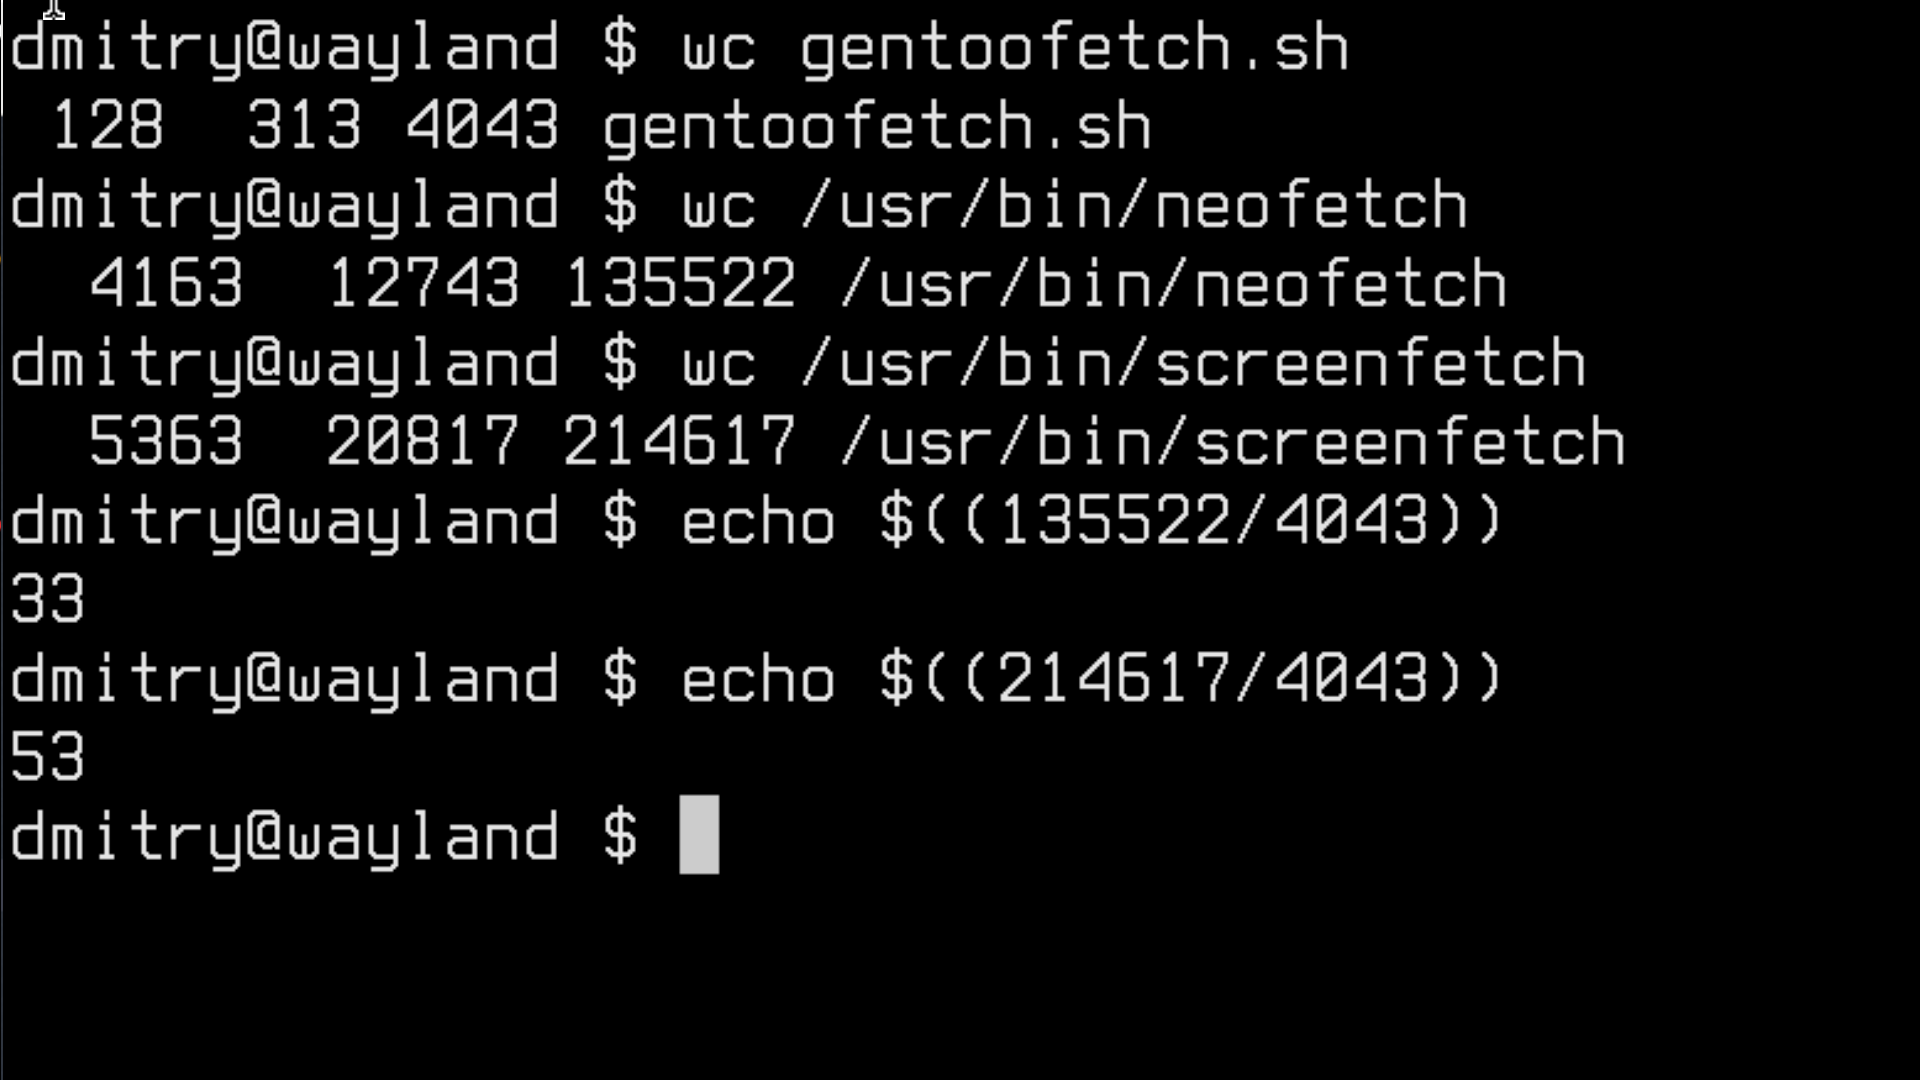 dmitry@wayland $ wc gentoofetch.sh
 128  313 4043 gentoofetch.sh
dmitry@wayland $ wc /usr/bin/neofetch
  4163  12743 135522 /usr/bin/neofetch
dmitry@wayland $ wc /usr/bin/screenfetch
  5363  20817 214617 /usr/bin/screenfetch
dmitry@wayland $ echo $((135522/4043))
33
dmitry@wayland $ echo $((214617/4043))
53
dmitry@wayland $